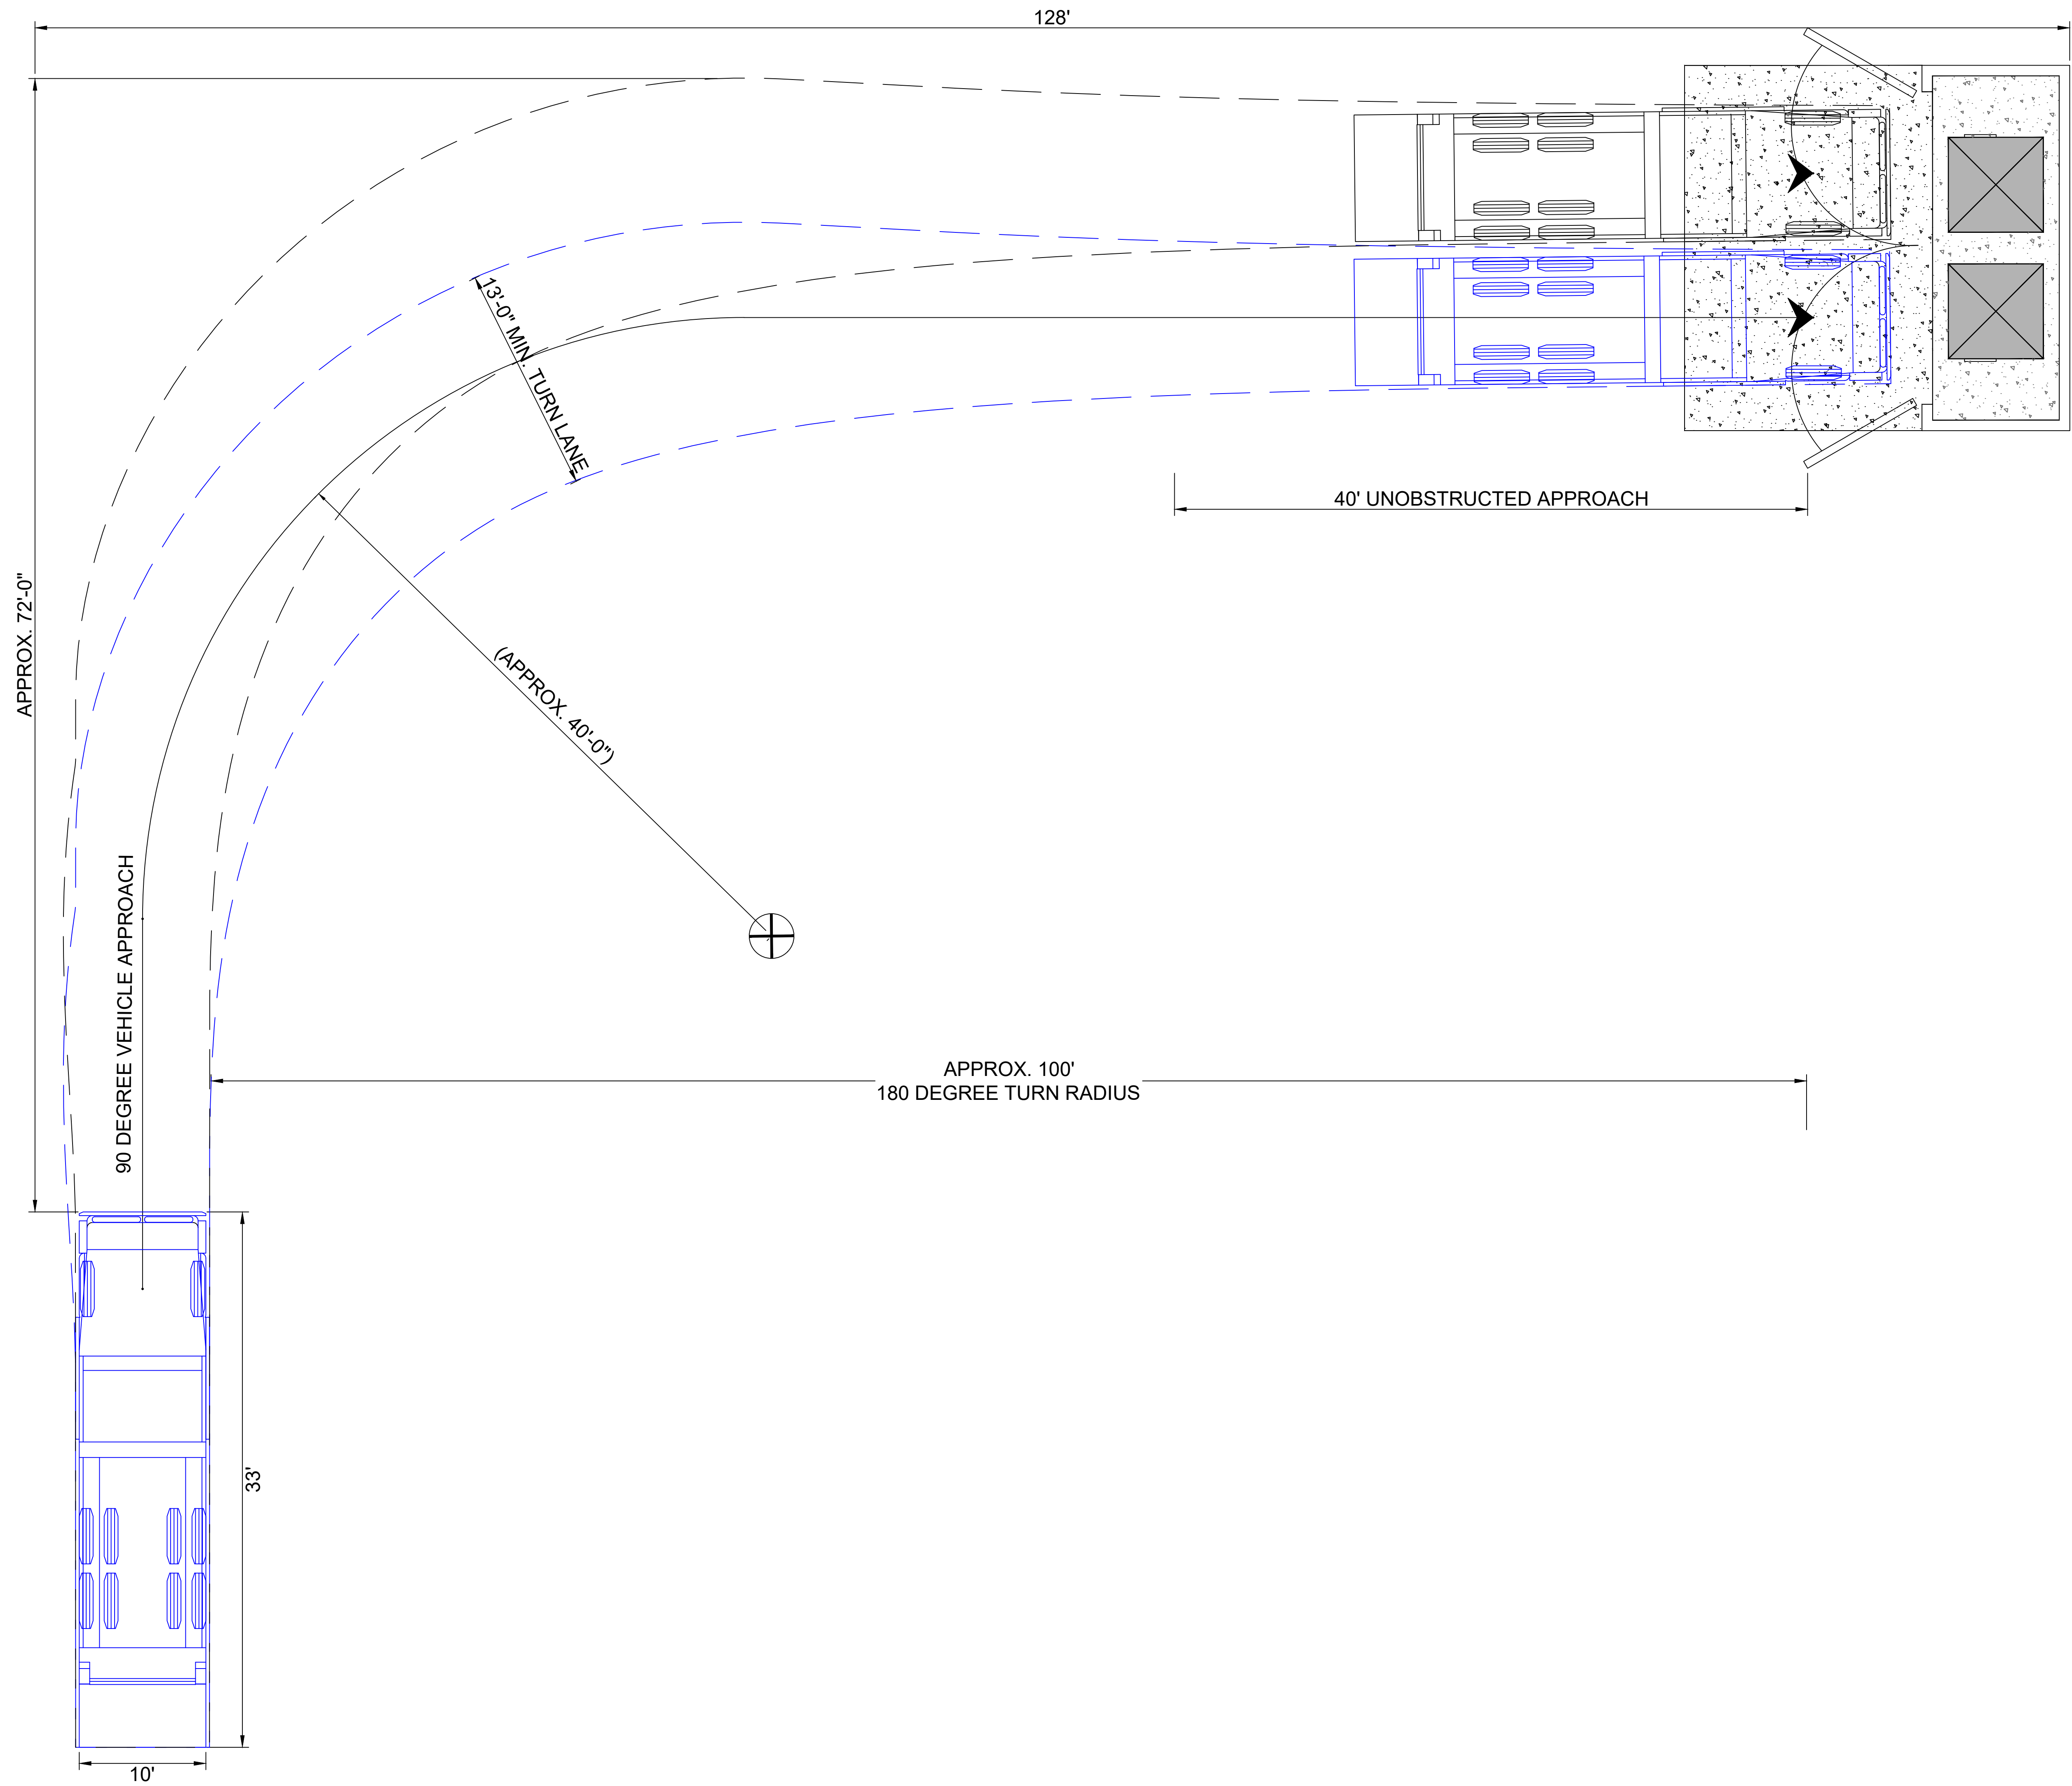 128'
13'-0" MIN. TURN LANE
40' UNOBSTRUCTED APPROACH
APPROX. 72'-0"
(APPROX. 40'-0")
90 DEGREE VEHICLE APPROACH
APPROX. 100'
180 DEGREE TURN RADIUS
33'
10'